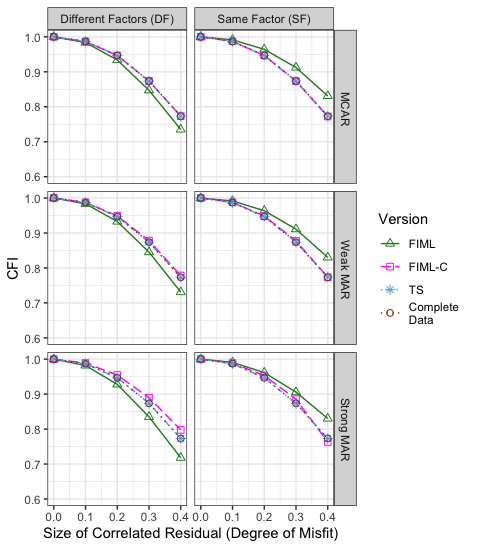 Different Factors (DF)
Same Factor (SF)
1.0
0.9
0.8
0.7
0.6
MCAR
1.0
0.9
0.8
0.7
0.6
Weak MAR
1.0
0.9
0.8
0.7
0.6
Strong MAR
CFI
0.0 0.1 0.2 0.3 0.4
0.0 0.1 0.2 0.3 0.4
Size of Correlated Residual (Degree of Misfit)
Version
FIML
FIML-C
TS
Complete
Data